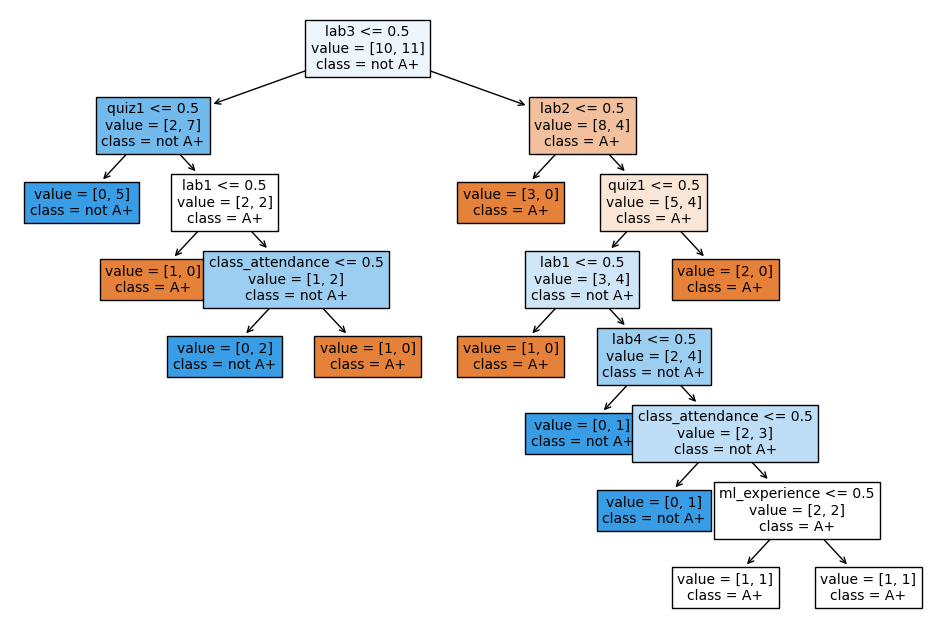 lab3 <= 0.5
value = [10, 11]
class = not A+
quiz1 <= 0.5
value = [2, 7]
class = not A+
lab2 <= 0.5
value = [8, 4]
class = A+
value = [0, 5]
class = not A+
lab1 <= 0.5
value = [2, 2]
class = A+
value = [3, 0]
class = A+
quiz1 <= 0.5
value = [5, 4]
class = A+
value = [1, 0]
class = A+
class_attendance <= 0.5
value = [1, 2]
class = not A+
lab1 <= 0.5
value = [3, 4]
class = not A+
value = [2, 0]
class = A+
value = [0, 2]
class = not A+
value = [1, 0]
class = A+
value = [1, 0]
class = A+
lab4 <= 0.5
value = [2, 4]
class = not A+
value = [0, 1]
class = not A+
class_attendance <= 0.5
value = [2, 3]
class = not A+
value = [0, 1]
class = not A+
ml_experience <= 0.5
value = [2, 2]
class = A+
value = [1, 1]
class = A+
value = [1, 1]
class = A+